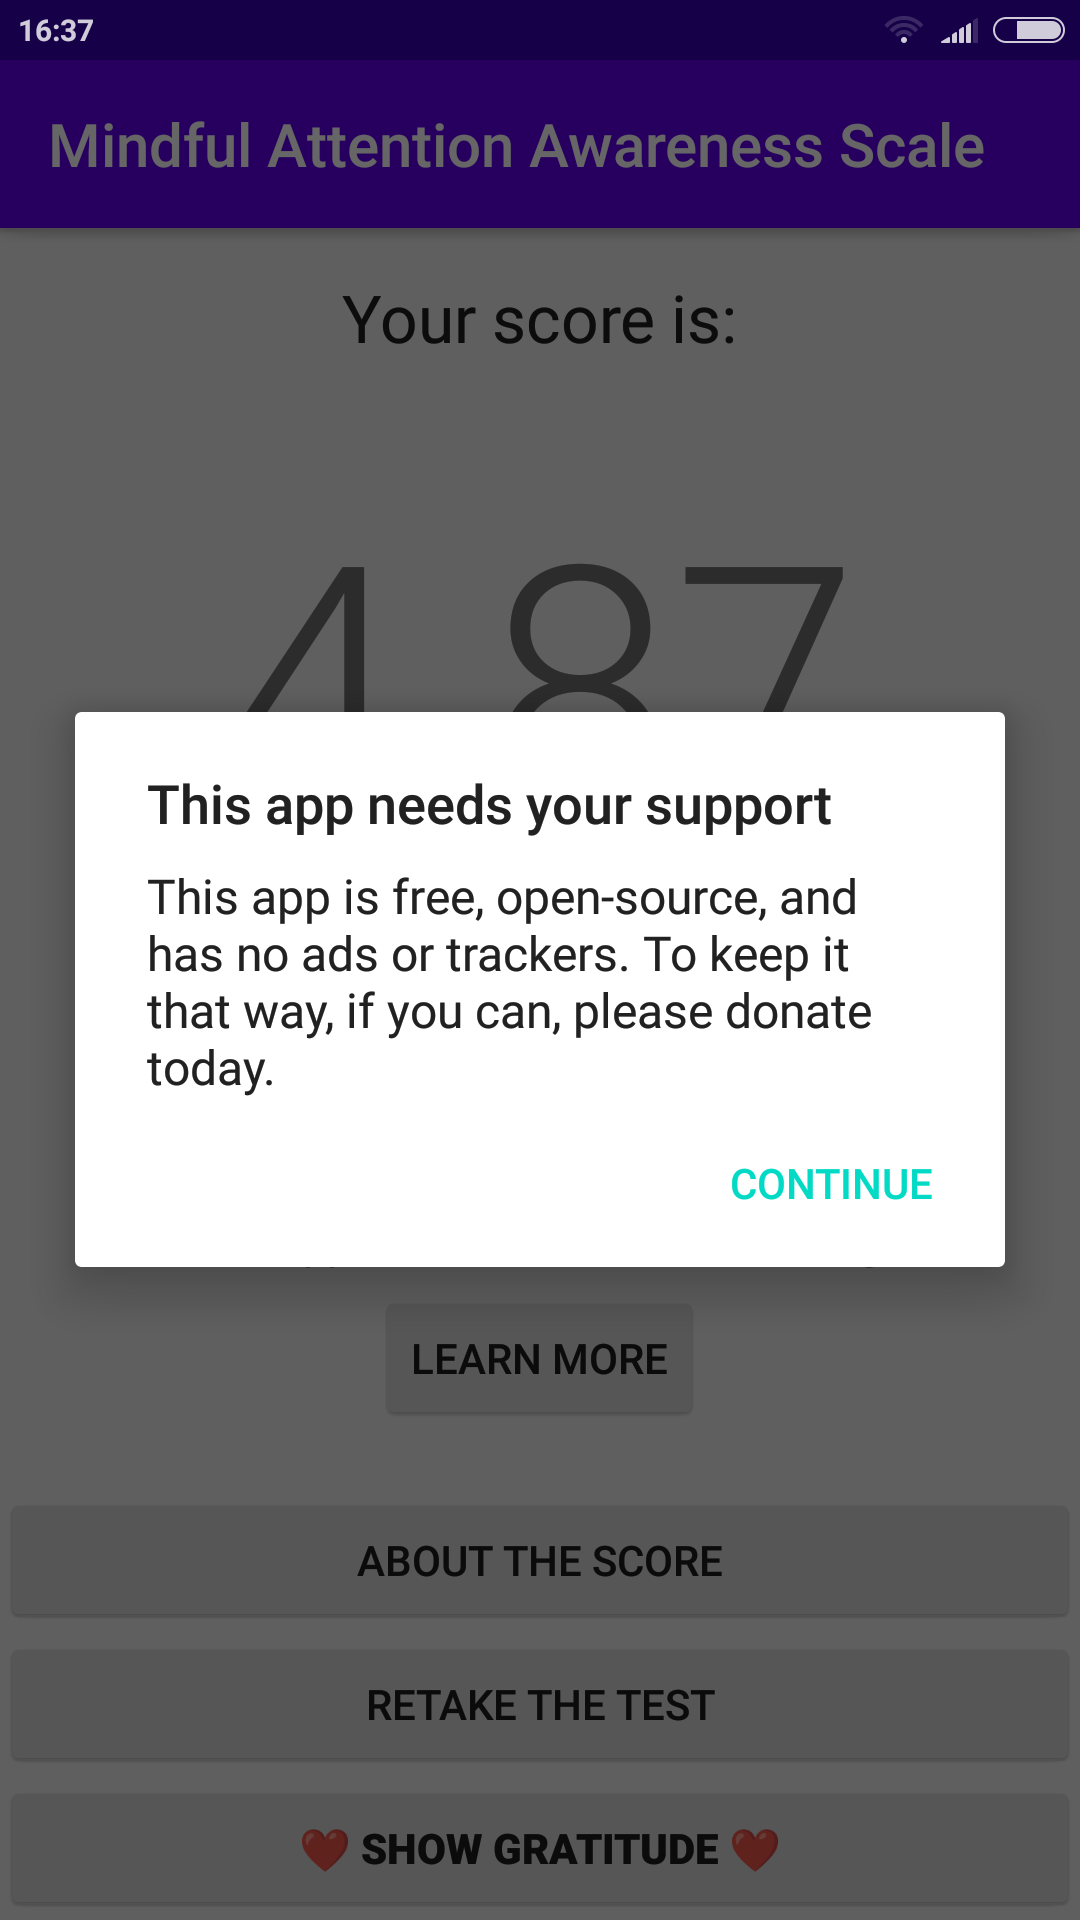 16:37
Mindful Attention Awareness Scale
Your score is:
4.87
This app needs your support
This app is free, open-source, and
has no ads or trackers. To keep it
that way, if you can, please donate
today.
CONTINUE
LEARN MORE
ABOUT THE SCORE
RETAKE THE TEST
❤️ SHOW GRATITUDE ❤️